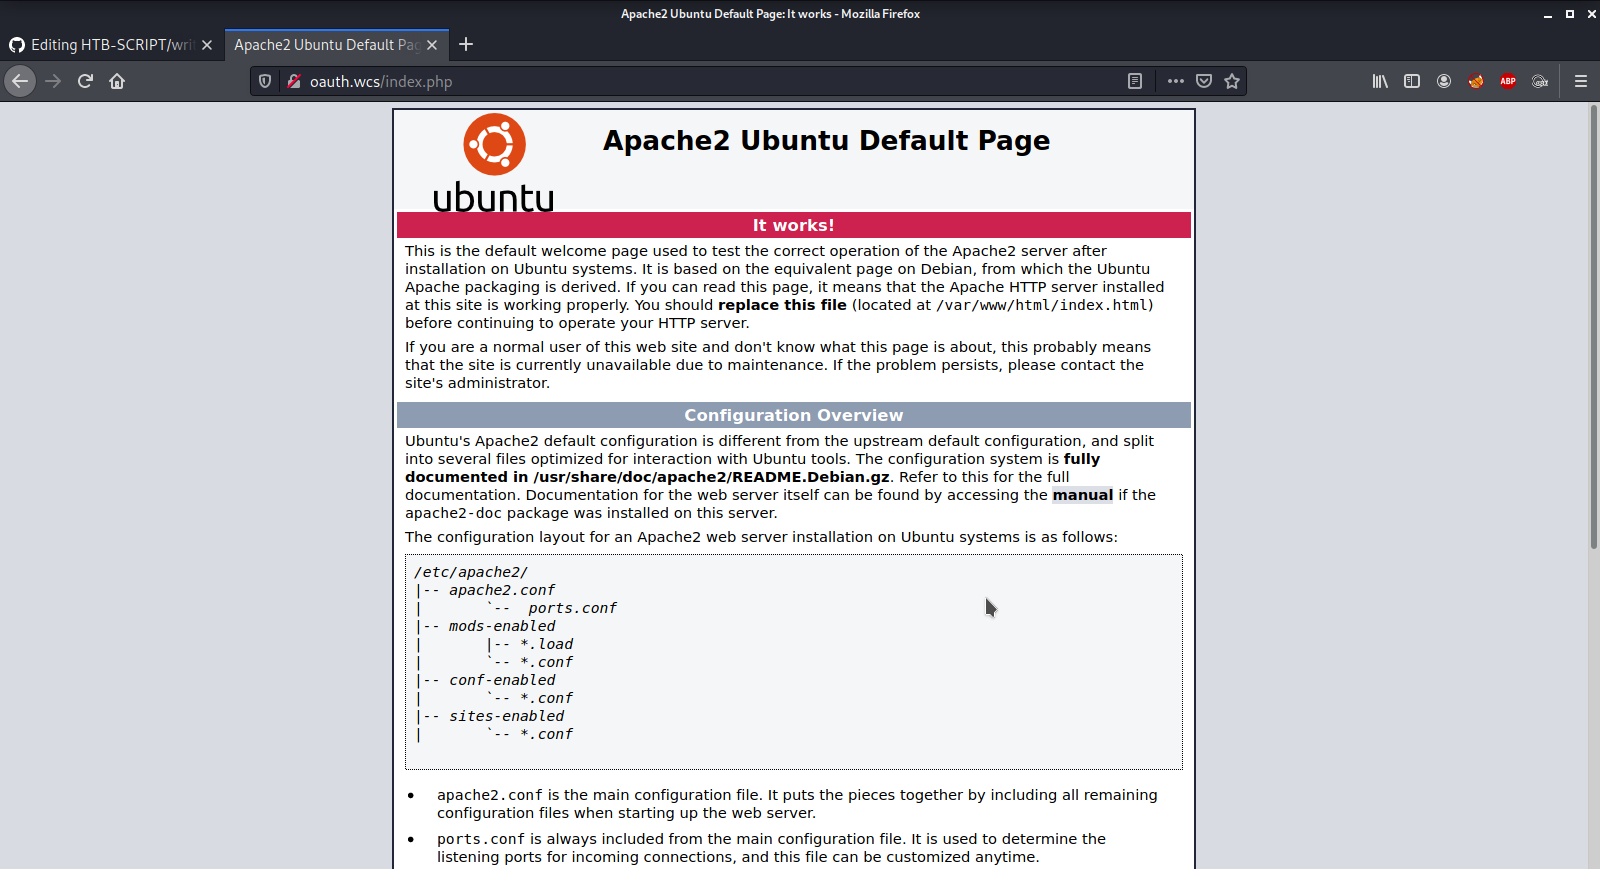 Apache2 Ubuntu Default Page: It works - Mozilla Firefox
Editing HTB-SCRIPT/wri
Apache2 Ubuntu Default Pag
oauth.wcs/index.php
ABP
ubuntu
Apache2 Ubuntu Default Page
It works!
This is the default welcome page used to test the correct operation of the Apache2 server after
installation on Ubuntu systems. It is based on the equivalent page on Debian, from which the Ubuntu
Apache packaging is derived. If you can read this page, it means that the Apache HTTP server installed
at this site is working properly. You should replace this file (located at /var/www/html/index.html)
before continuing to operate your HTTP server.
If you are a normal user of this web site and don't know what this page is about, this probably means
that the site is currently unavailable due to maintenance. If the problem persists, please contact the
site's administrator.
Configuration Overview
Ubuntu's Apache2 default configuration is different from the upstream default configuration, and split
into several files optimized for interaction with Ubuntu tools. The configuration system is fully
documented in /usr/share/doc/apache2/README.Debian.gz. Refer to this for the full
documentation. Documentation for the web server itself can be found by accessing the manual if the
apache2-doc package was installed on this server.
The configuration layout for an Apache2 web server installation on Ubuntu systems is as follows:
/etc/apache2/
|-- apache2.conf
|       `--  ports.conf
|-- mods-enabled
|       |-- *.load
|       `-- *.conf
|-- conf-enabled
|       `-- *.conf
|-- sites-enabled
|       `-- *.conf
• apache2.conf is the main configuration file. It puts the pieces together by including all remaining
configuration files when starting up the web server.
• ports.conf is always included from the main configuration file. It is used to determine the
listening ports for incoming connections, and this file can be customized anytime.